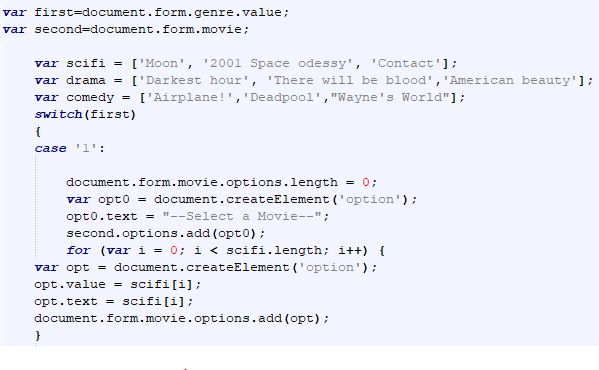 var first=document.form.genre.value;
var second=document.form.movie;
var scifi = ['Moon', '2001 Space odessy', 'Contact'];
var drama = ['Darkest hour', 'There will be blood','American beauty'];
var comedy = ['Airplane!','Deadpool',"Wayne's World"];
switch(first)
{
case '1':
document.form.movie.options.length = 0;
var opt0 = document.createElement('option');
opt0.text = "--Select a Movie--";
second.options.add(opt0);
for (var i = 0; i < scifi.length; i++) {
var opt = document.createElement('option');
opt.value = scifi[i];
opt.text = scifi[i];
document.form.movie.options.add(opt);
}